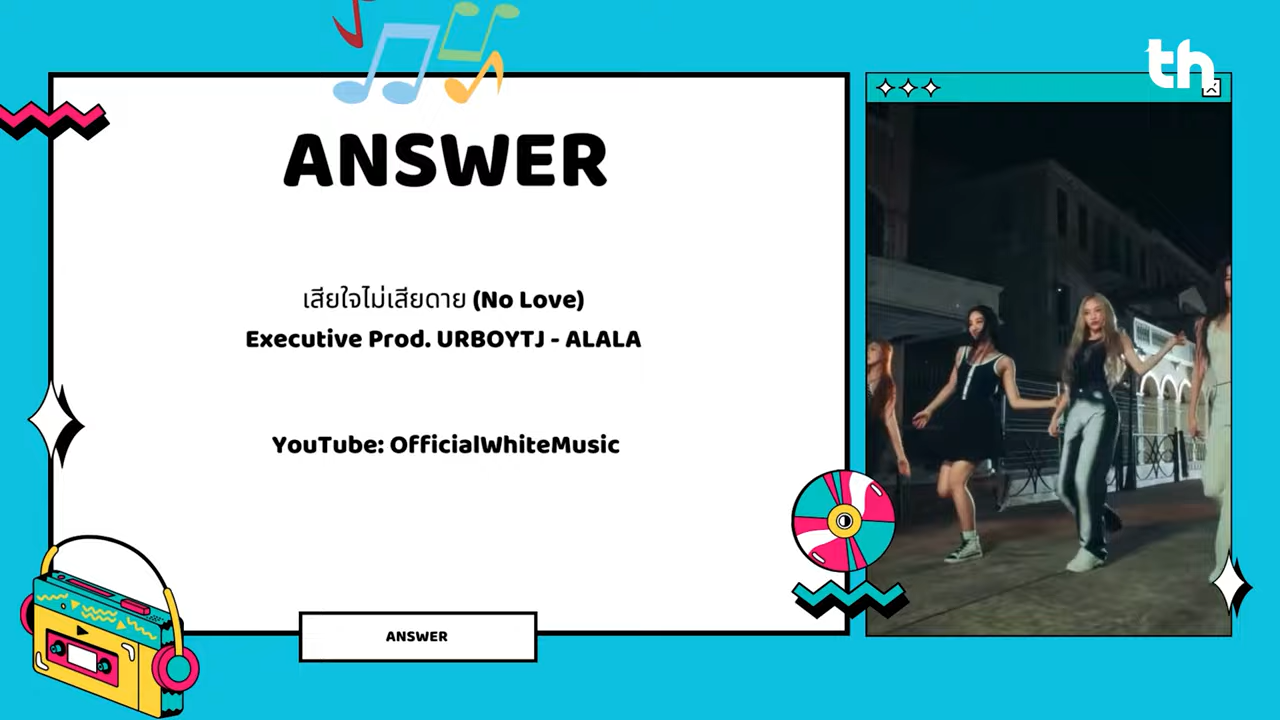 th
ANSWER
เสียใจไม่เสียดาย (No Love)
Executive Prod. URBOYTJ - ALALA
YouTube: OfficialWhiteMusic
ANSWER